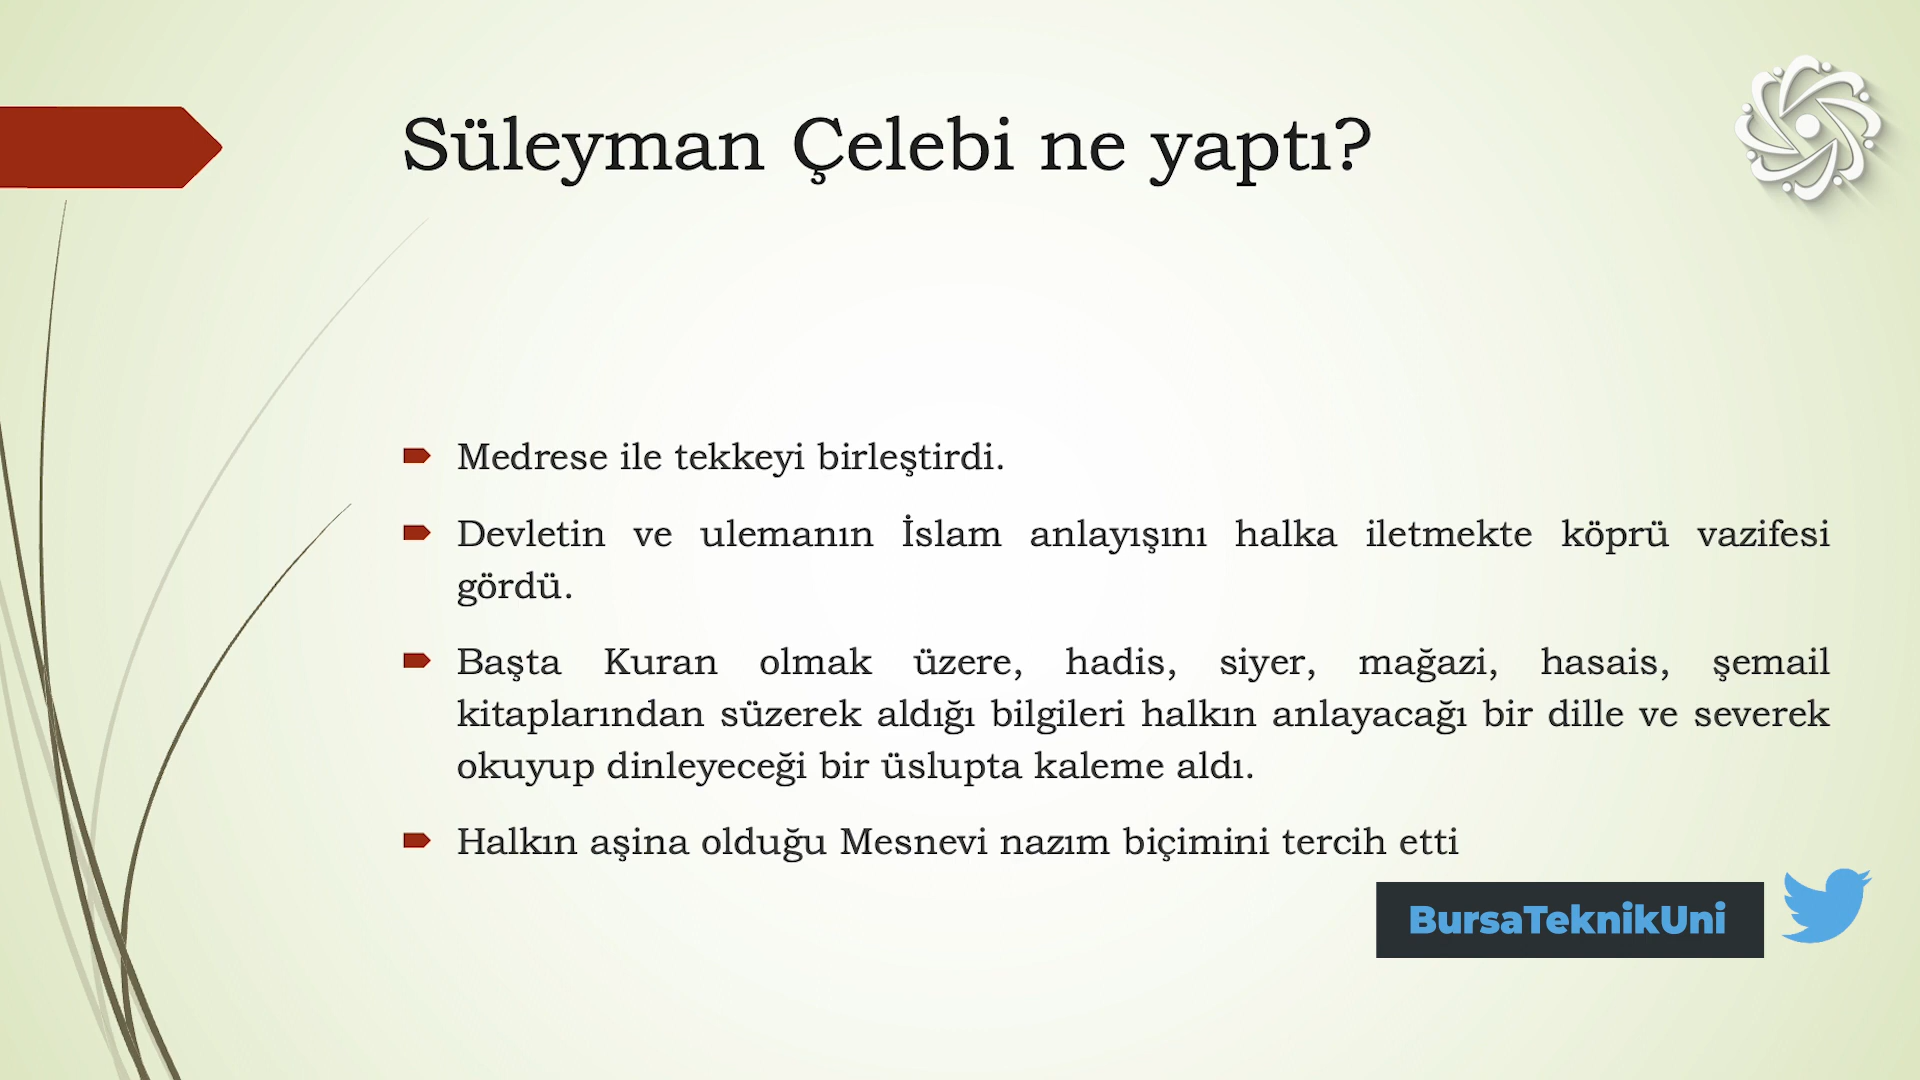 Süleyman Çelebi ne yaptı?
Medrese ile tekkeyi birleştirdi.
Devletin ve ulemanın İslam anlayışını halka iletmekte köprü vazifesi
gördü.
Başta Kuran olmak üzere, hadis, siyer, mağazi, hasais, şemail
kitaplarından süzerek aldığı bilgileri halkın anlayacağı bir dille ve severek
okuyup dinleyeceği bir üslupta kaleme aldı.
Halkın aşina olduğu Mesnevi nazım biçimini tercih etti
BursaTeknikUni